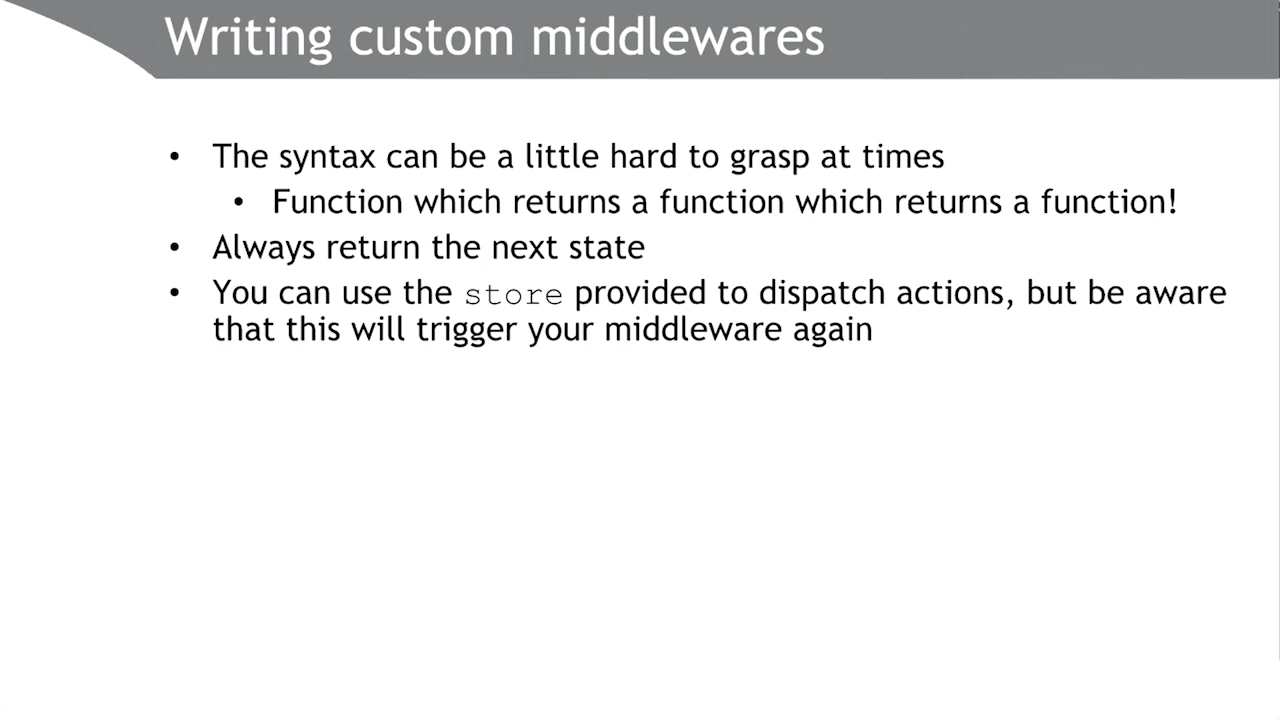 Writing custom middlewares
• The syntax can be a little hard to grasp at times
• Function which returns a function which returns a function!
• Always return the next state
• You can use the store provided to dispatch actions, but be aware
that this will trigger your middleware again